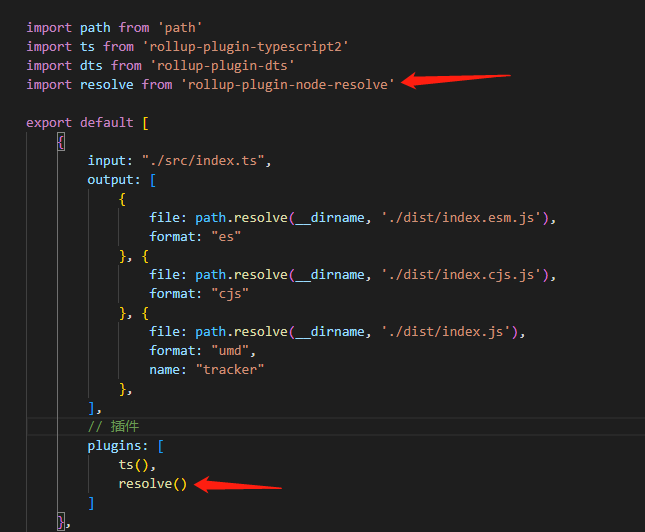 import path from 'path'
import ts from 'rollup-plugin-typescript2'
import dts from 'rollup-plugin-dts'
import resolve from 'rollup-plugin-node-resolve'
export default [
{
input: "./src/index.ts",
output: [
{
file: path.resolve(__dirname, './dist/index.esm.js'),
format: "es"
}, {
file: path.resolve(__dirname, './dist/index.cjs.js'),
format: "cjs"
}, {
file: path.resolve(__dirname, './dist/index.js'),
format: "umd",
name: "tracker"
},
],
// 插件
plugins: [
ts(),
resolve()
]
},